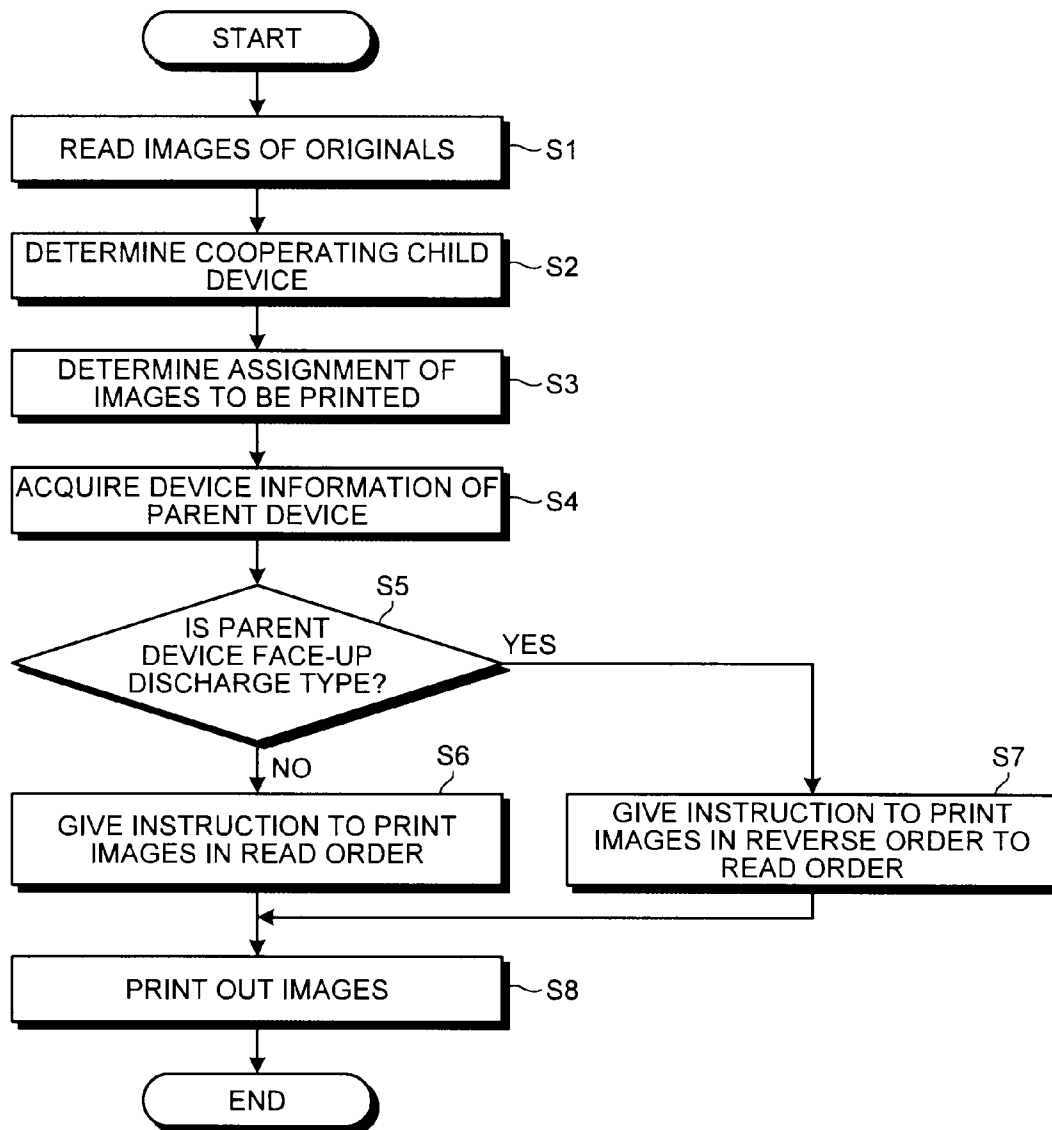 START
READ IMAGES OF ORIGINALS
S1
DETERMINE COOPERATING CHILD
DEVICE
S2
DETERMINE ASSIGNMENT OF
IMAGES TO BE PRINTED
S3
ACQUIRE DEVICE INFORMATION OF
PARENT DEVICE
S4
S5
IS PARENT
DEVICE FACE-UP
DISCHARGE TYPE?
YES
NO
S6
GIVE INSTRUCTION TO PRINT
IMAGES IN READ ORDER
S7
GIVE INSTRUCTION TO PRINT
IMAGES IN REVERSE ORDER TO
READ ORDER
PRINT OUT IMAGES
S8
END